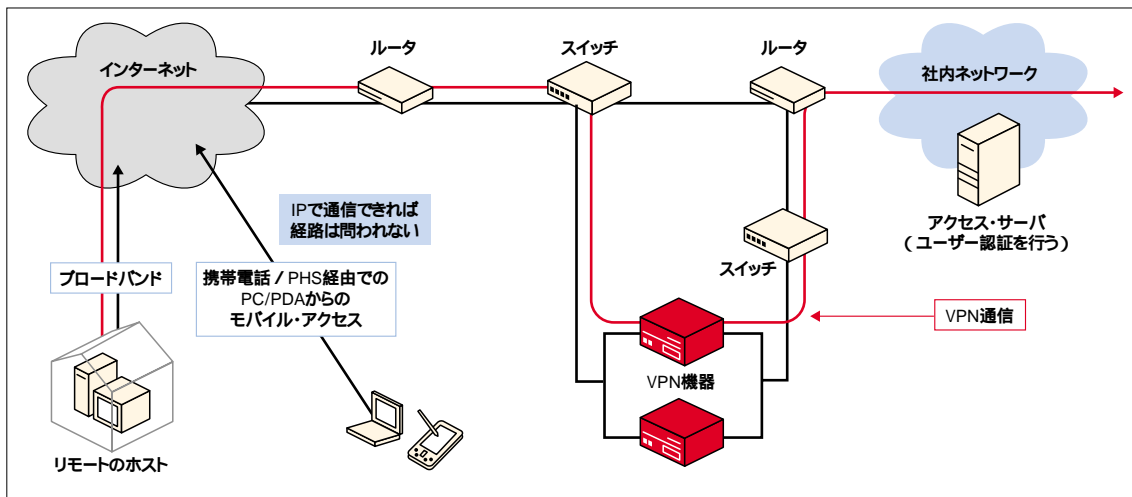 インターネット
ルータ
スイッチ
ルータ
社内ネットワーク
IPで通信できれば
経路は問われない
アクセス・サーバ
(ユーザー認証を行う)
スイッチ
ブロードバンド
携帯電話 / PHS経由での
PC/PDAからの
モバイル・アクセス
VPN通信
VPN機器
リモートのホスト